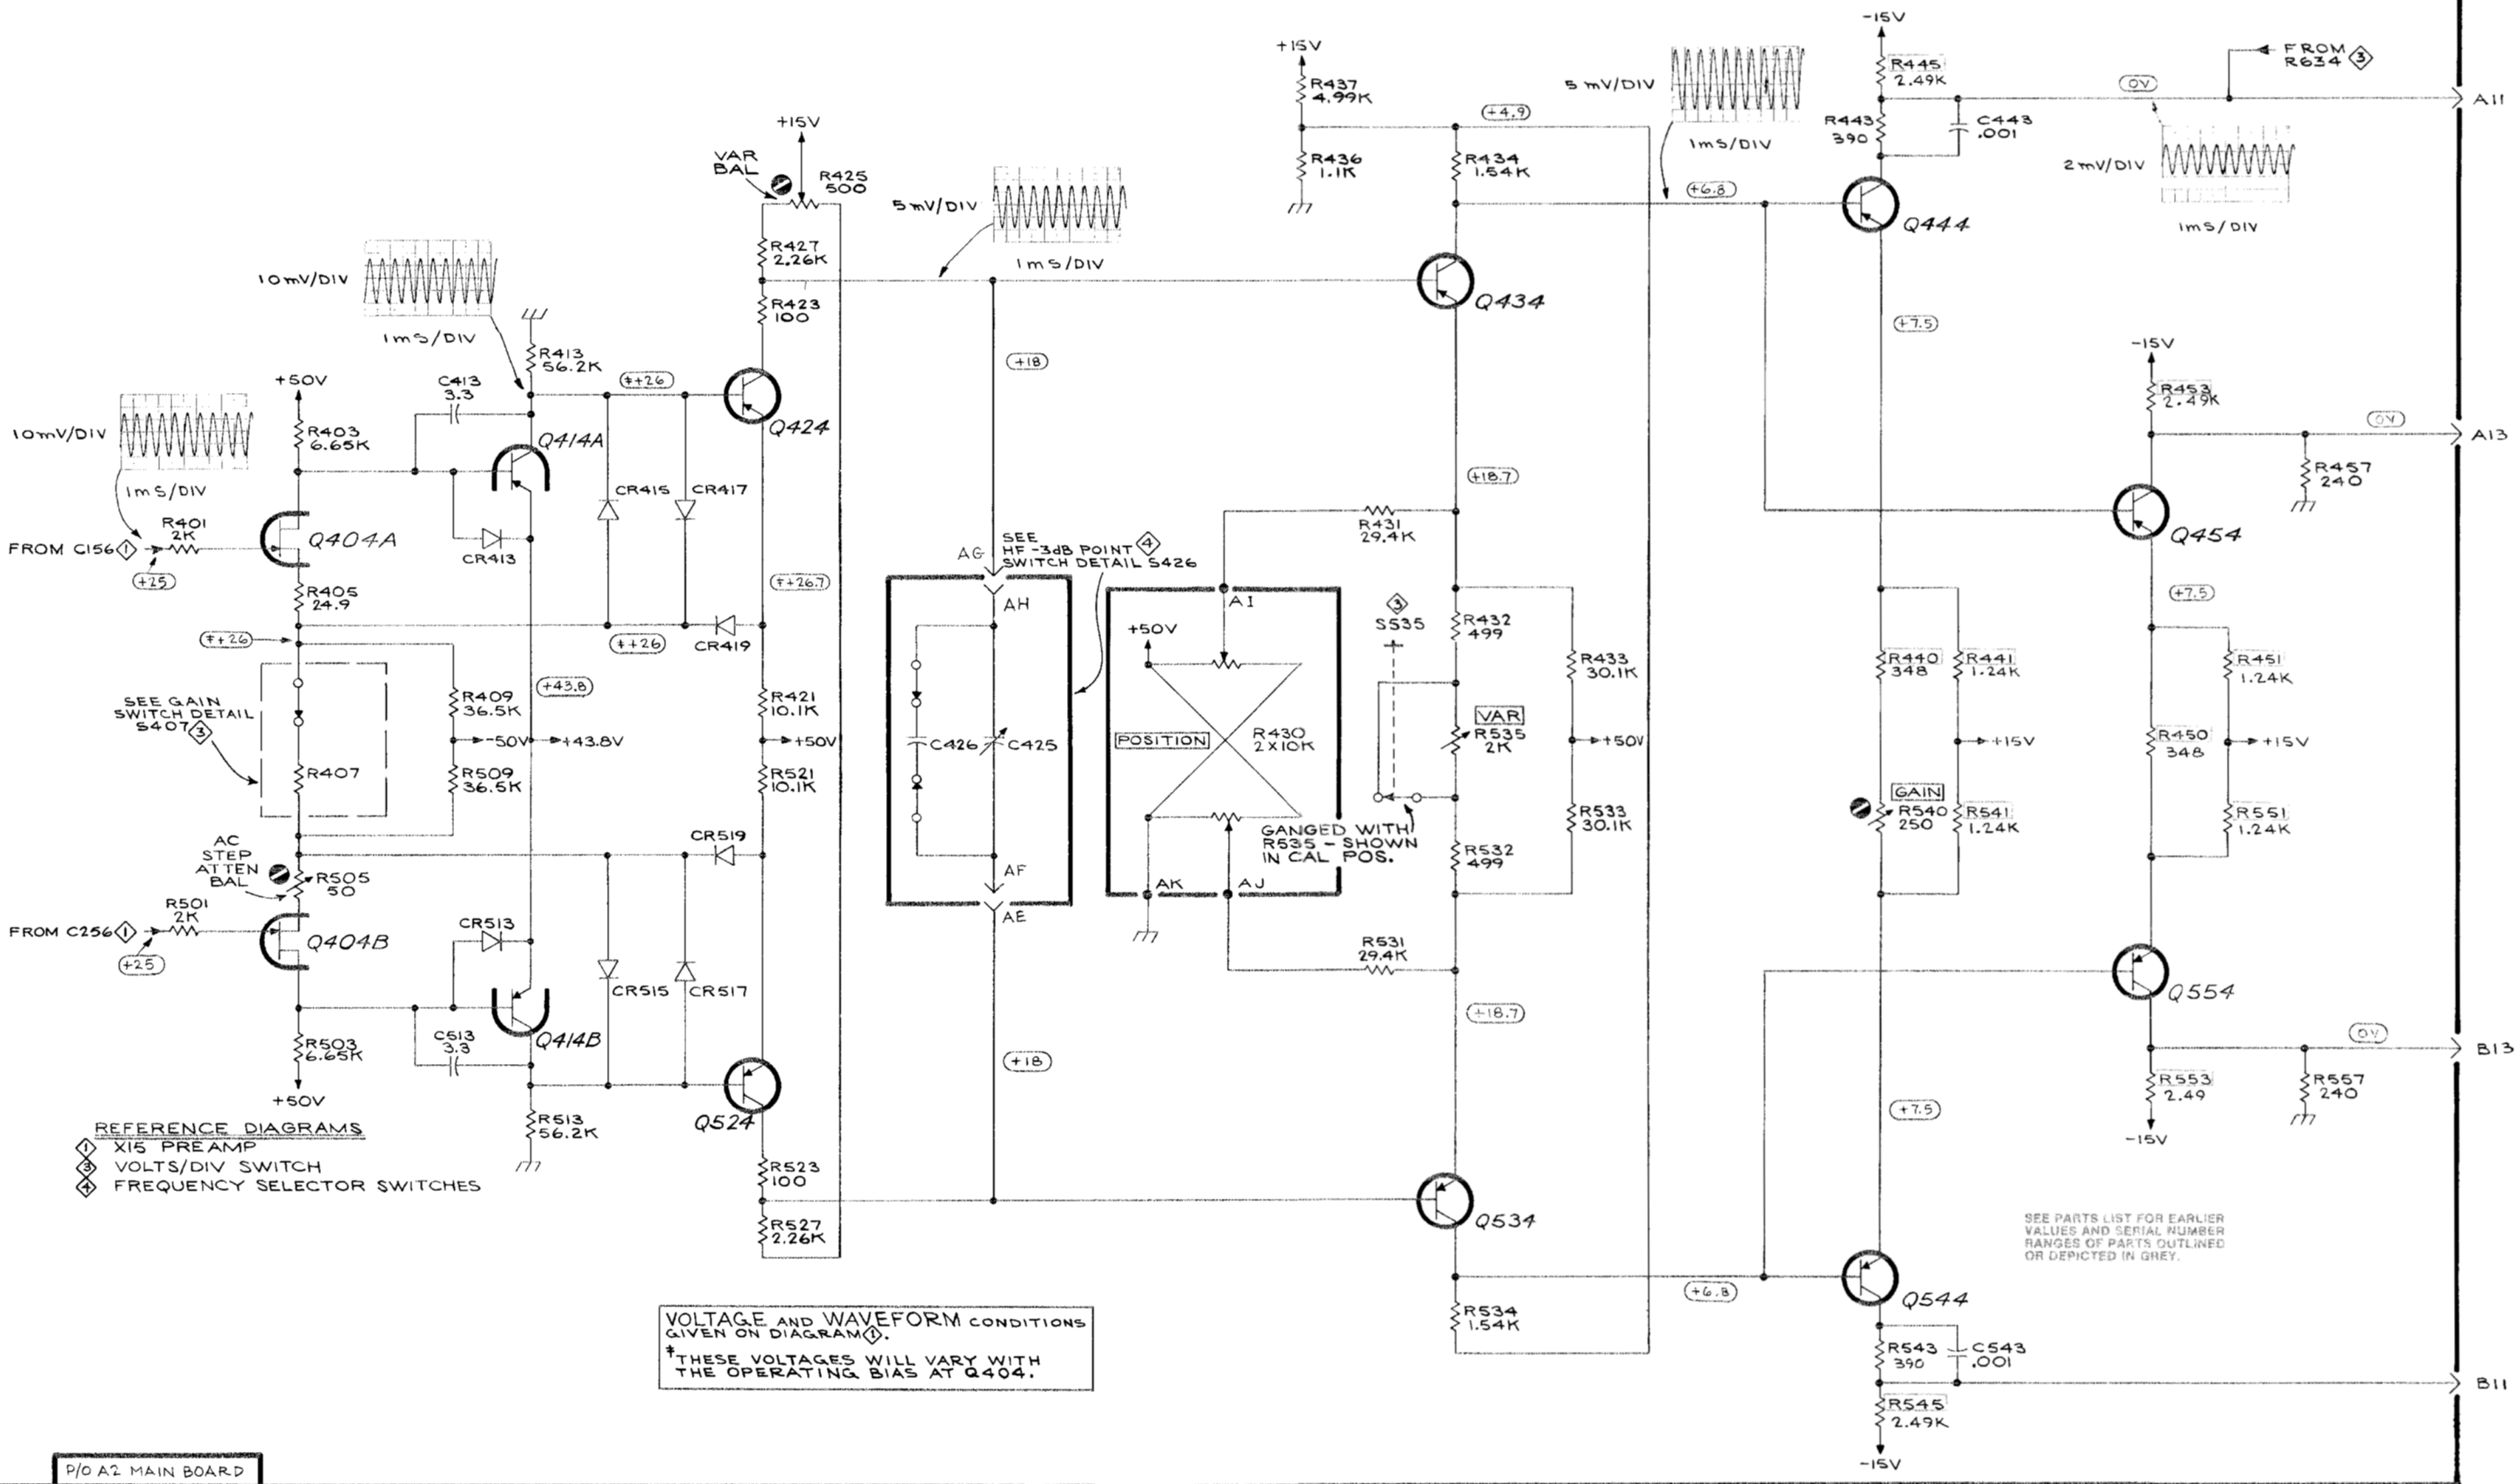 -15V
FROM
R634 3
+15V
R445
2.49K
R437
4.99K
5 mV/DIV
0V
A11
+4.9
R443
390
C443
.001
+15V
1mS/DIV
VAR
BAL
R436
1.1K
R434
1.54K
2mV/DIV
R425
500
+6.8
5mV/DIV
Q444
1mS/DIV
R427
2.26K
1mS/DIV
10mV/DIV
R423
100
Q434
+7.5
1mS/DIV
R413
56.2K
+18
-15V
+50V
C413
3.3
‡+26
R453
2.49K
Q424
0V
A13
10mV/DIV
R403
6.65K
Q414A
1mS/DIV
CR415
CR417
+18.7
R457
240
R401
2K
R431
29.4K
FROM C156 1
Q404A
CR413
Q454
SEE
HF -3dB POINT 4
SWITCH DETAIL S426
AG
+25
‡+26.7
R405
24.9
AH
AI
3
S535
+7.5
‡+26
‡+26
CR419
+50V
R432
499
R433
30.1K
R440
348
R441
1.24K
R451
1.24K
SEE GAIN
SWITCH DETAIL
S407 3
+43.8
R409
36.5K
R421
10.1K
VAR
R535
2K
-50V
+43.8V
+50V
C426
C425
POSITION
R430
2X10K
+50V
+15V
R450
348
+15V
R407
R509
36.5K
R521
10.1K
GAIN
R540
250
R541
1.24K
R533
30.1K
R551
1.24K
GANGED WITH
R535 - SHOWN
IN CAL POS.
CR519
AC
STEP
ATTEN
BAL
R505
50
R532
499
AF
AK
AJ
AE
R501
2K
FROM C256 1
CR513
Q404B
+25
R531
29.4K
CR515
CR517
Q554
+18.7
C513
3.3
Q414B
R503
6.65K
+18
0V
B13
+50V
R553
2.49
R557
240
R513
56.2K
Q524
+7.5
-15V
REFERENCE DIAGRAMS
1 X15 PREAMP
3 VOLTS/DIV SWITCH
4 FREQUENCY SELECTOR SWITCHES
R523
100
Q534
R527
2.26K
SEE PARTS LIST FOR EARLIER
VALUES AND SERIAL NUMBER
RANGES OF PARTS OUTLINED
OR DEPICTED IN GREY.
+6.8
Q544
R534
1.54K
VOLTAGE AND WAVEFORM CONDITIONS
GIVEN ON DIAGRAM 1.
‡THESE VOLTAGES WILL VARY WITH
THE OPERATING BIAS AT Q404.
R543
390
C543
.001
B11
R545
2.49K
-15V
P/O A2 MAIN BOARD